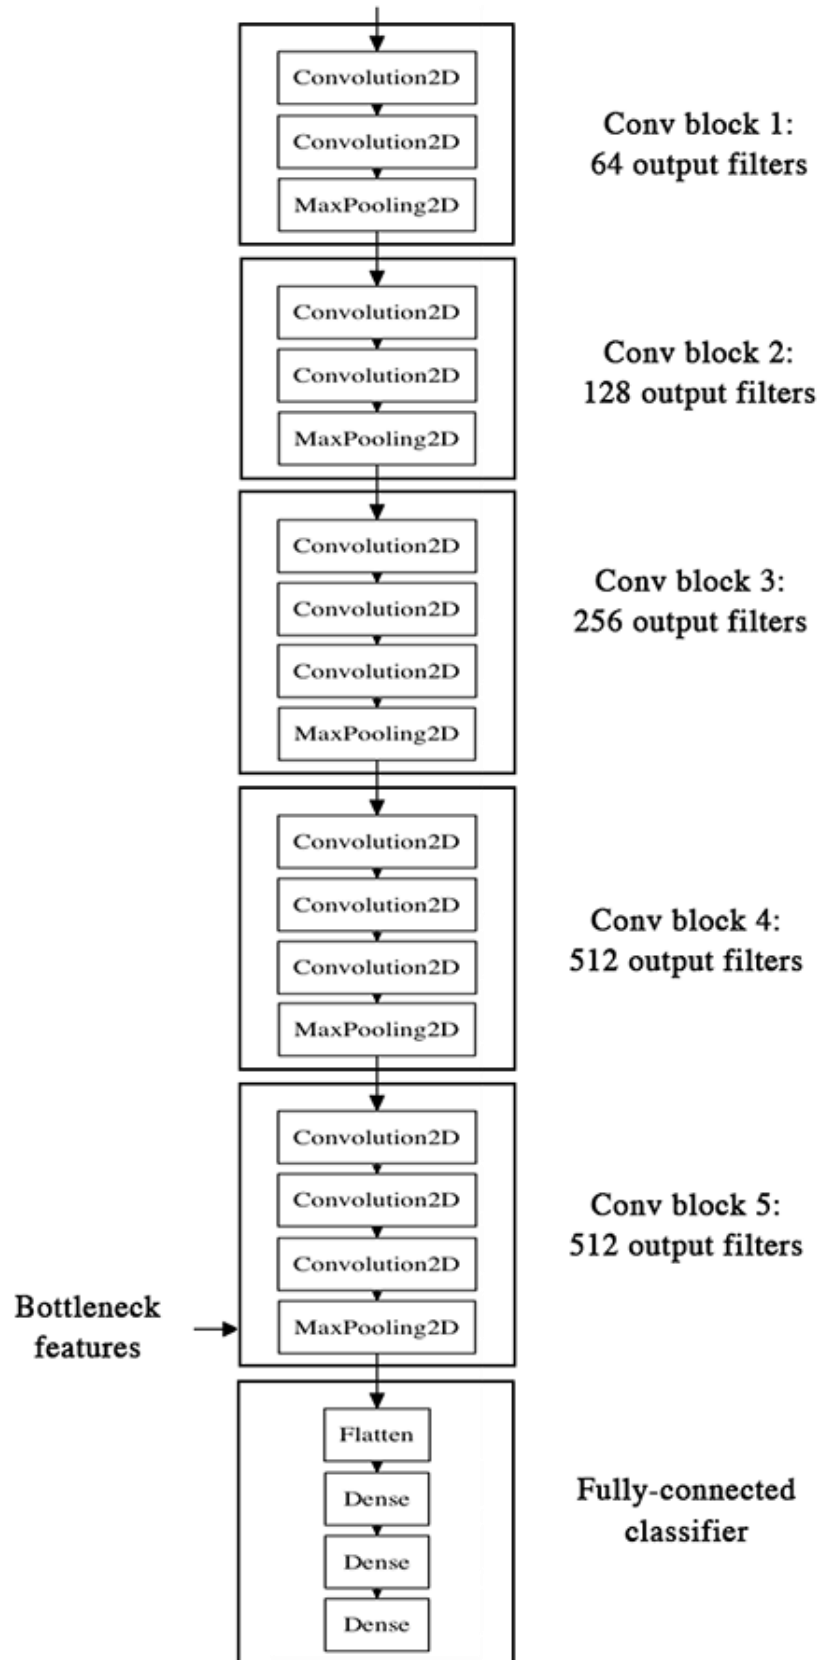 Convolution2D
Convolution2D
MaxPooling2D
Conv block 1:
64 output filters
Convolution2D
Convolution2D
MaxPooling2D
Conv block 2:
128 output filters
Convolution2D
Convolution2D
Convolution2D
MaxPooling2D
Conv block 3:
256 output filters
Convolution2D
Convolution2D
Convolution2D
MaxPooling2D
Conv block 4:
512 output filters
Convolution2D
Convolution2D
Convolution2D
MaxPooling2D
Conv block 5:
512 output filters
Bottleneck
features
Flatten
Dense
Dense
Dense
Fully-connected
classifier